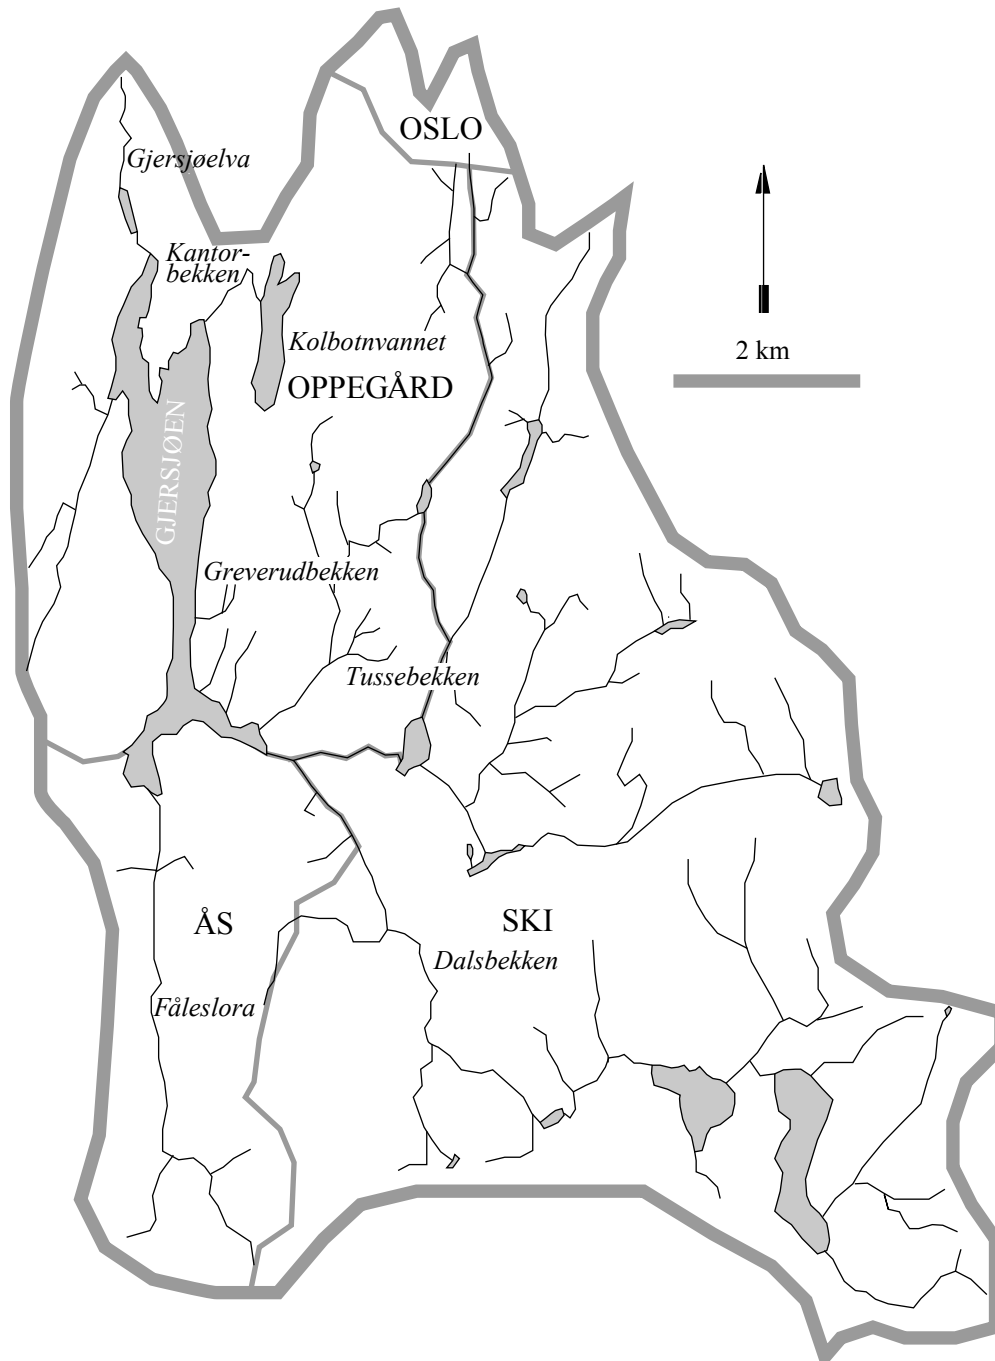 OSLO
Gjersjøelva
Kantor-
bekken
Kolbotnvannet
2 km
OPPEGÅRD
GJERSJØEN
Greverudbekken
Tussebekken
ÅS
SKI
Dalsbekken
Fåleslora